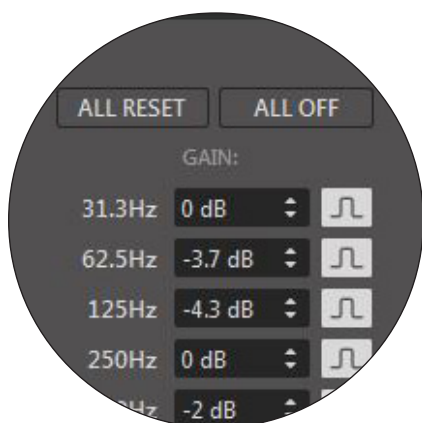 ALL RESET ALL OFF
GAIN:
31.3Hz 0 dB
62.5Hz -3.7 dB
125Hz -4.3 dB
250Hz 0 dB
-2 dB